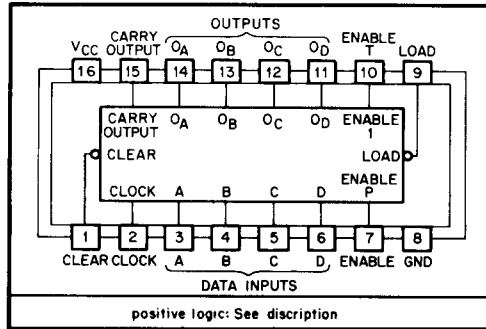 OUTPUTS
VCC CARRY OUTPUT OA OB OC OD ENABLE T LOAD
16 15 14 13 12 11 10 9
CARRY OUTPUT OA OB OC OD ENABLE 1
CLEAR LOAD
CLOCK A B C D ENABLE P
1 2 3 4 5 6 7 8
CLEAR CLOCK A B C D ENABLE GND
DATA INPUTS
positive logic: See discription